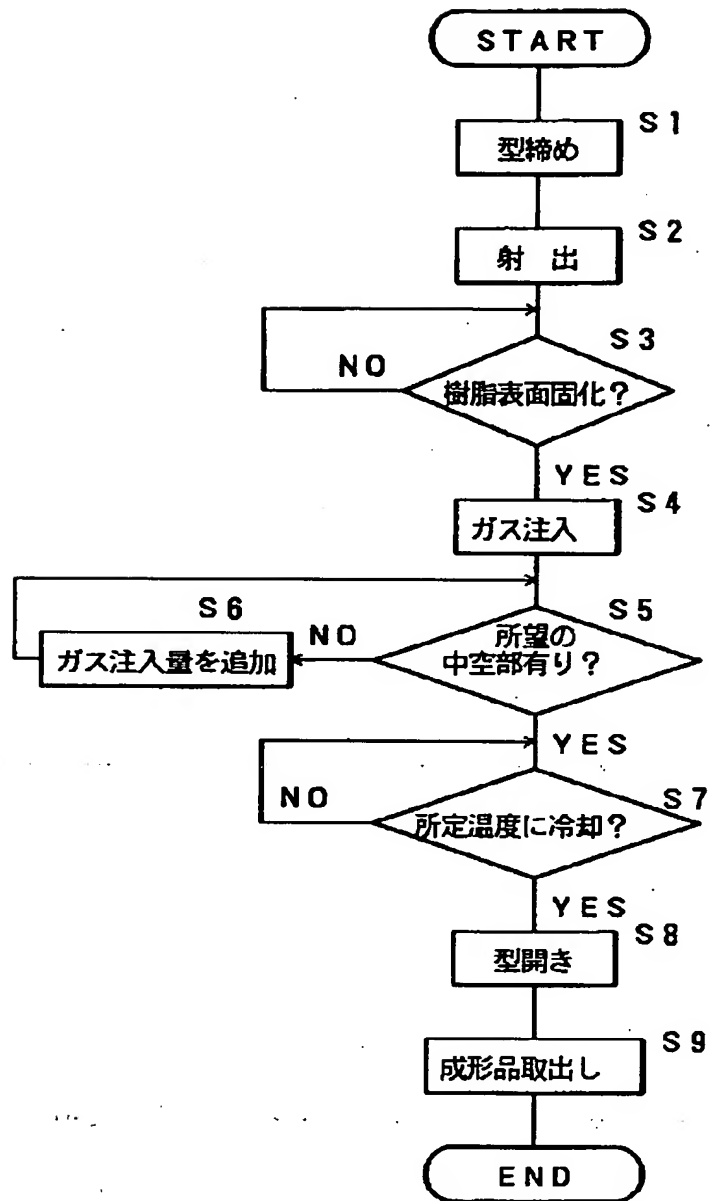 START
S1
型締め
S2
射 出
S3
NO
樹脂表面固化？
YES
S4
ガス注入
S6
S5
ガス注入量を追加
NO
所望の
中空部有り？
YES
NO
S7
所定温度に冷却？
YES
S8
型開き
S9
成形品取出し
END